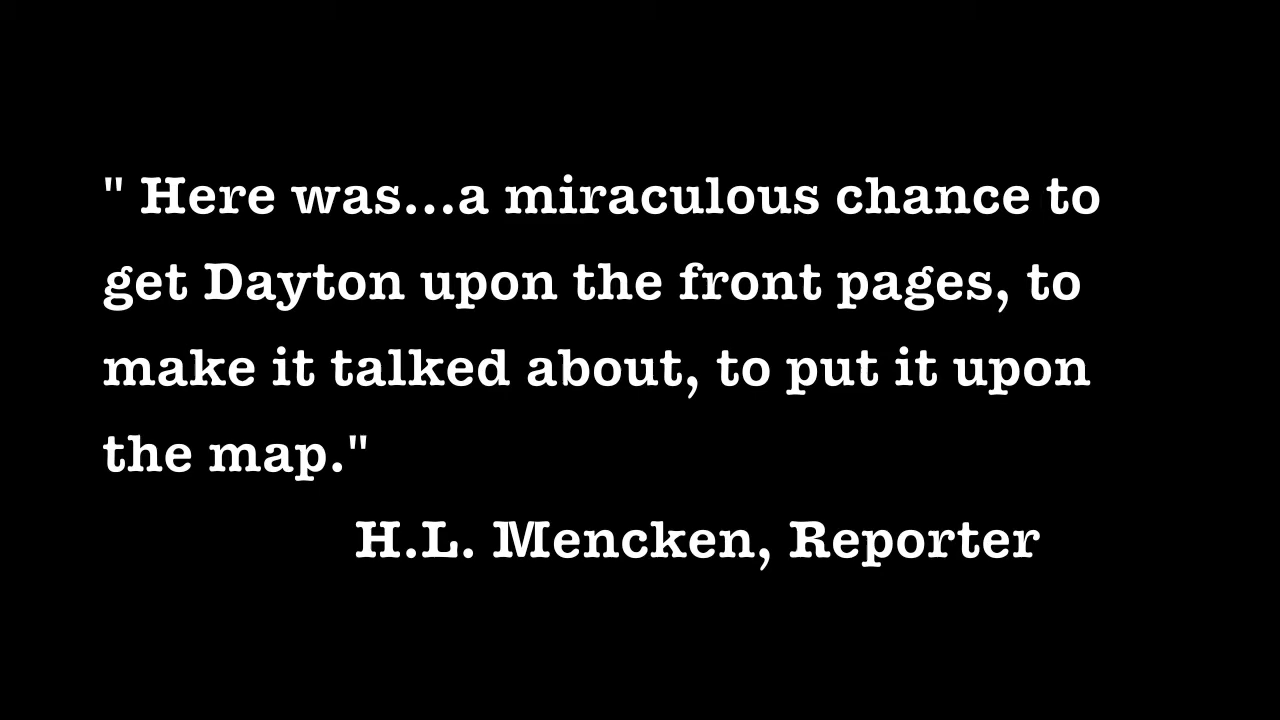 " Here was...a miraculous chance to
get Dayton upon the front pages, to
make it talked about, to put it upon
the map."
H.L. Mencken, Reporter